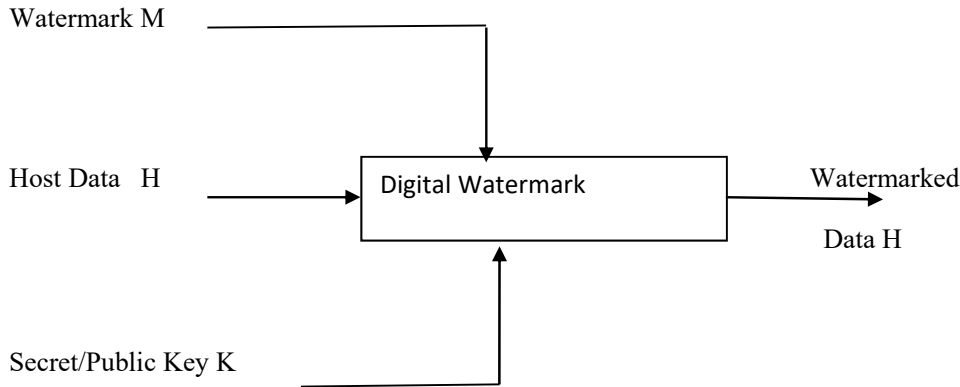 Watermark M
Host Data H
Digital Watermark
Watermarked
Data H
Secret/Public Key K